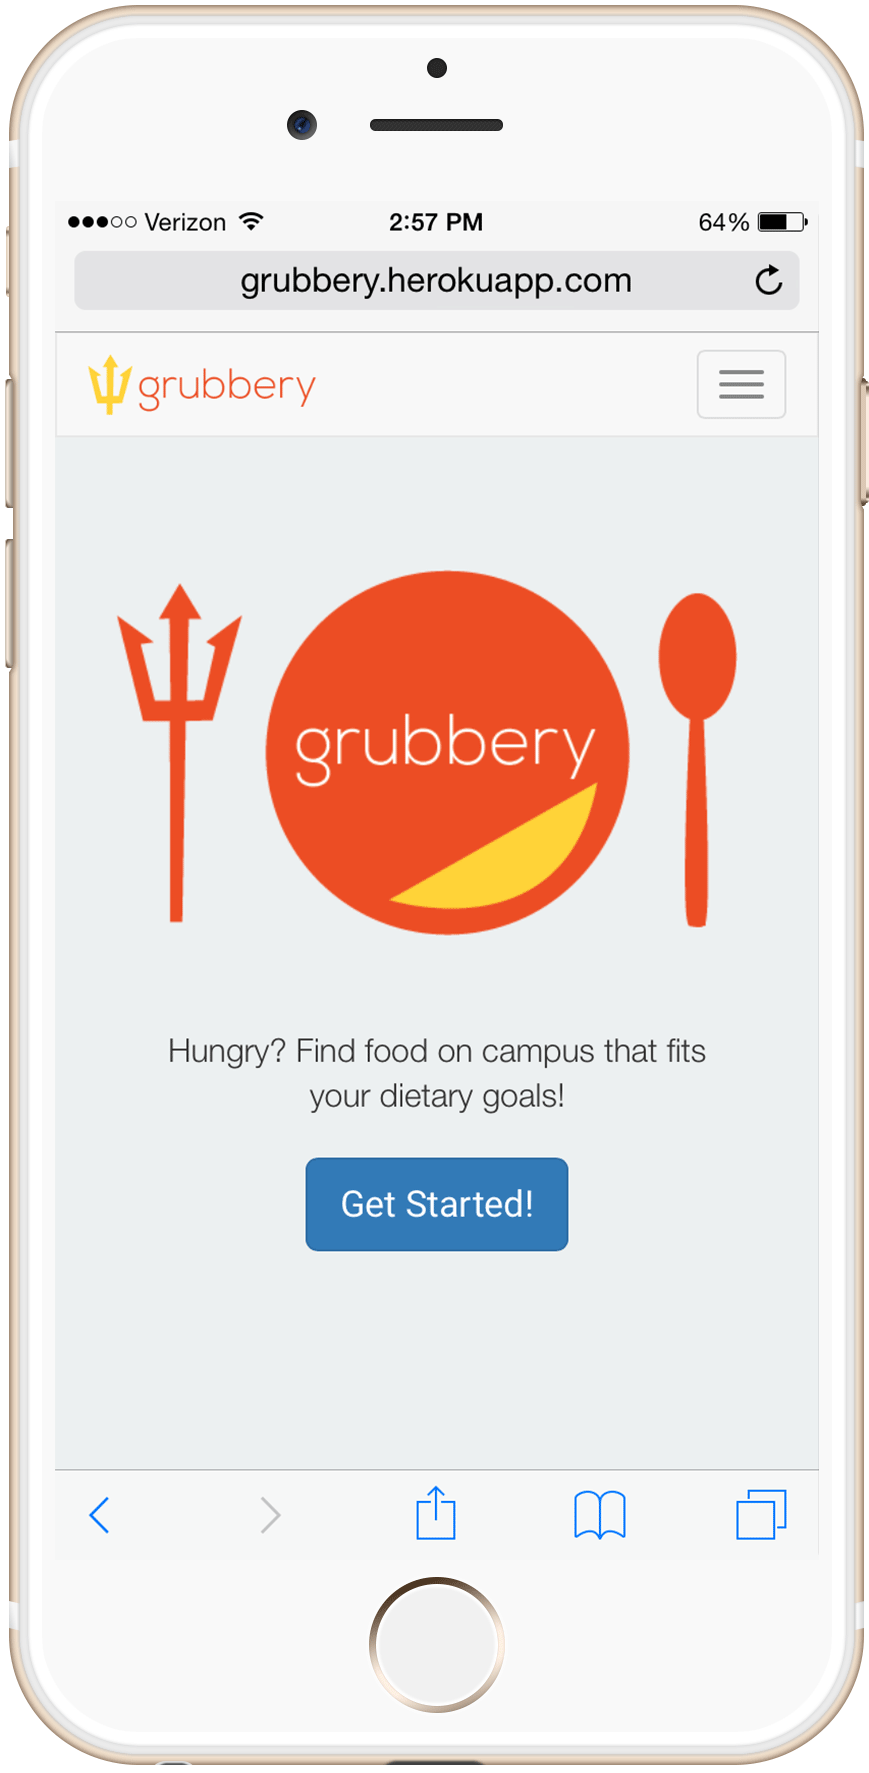 Verizon 2:57 PM 64%
grubbery.herokuapp.com
grubbery
grubbery
Hungry? Find food on campus that fits
your dietary goals!
Get Started!